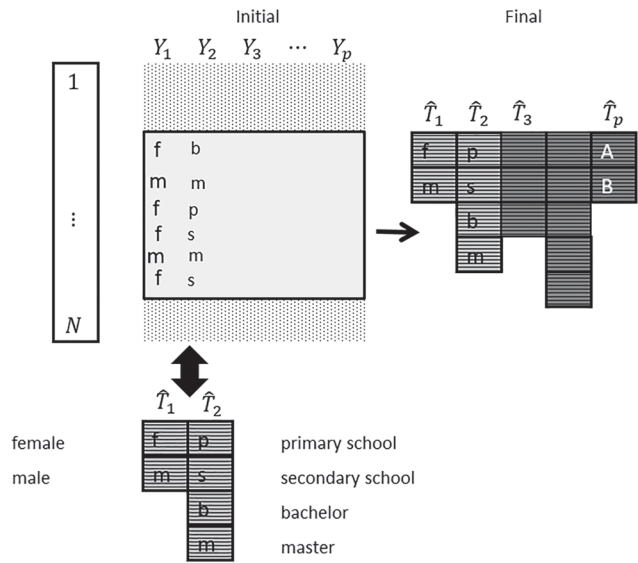 Initial Final
Y₁ Y₂ Y₃ ⋯ Yₚ
1
⋮
N
f b
m m
f p
f s
m m
f s
T̂₁ T̂₂ T̂₃ T̂ₚ
f p A
m s B
b
m
T̂₁ T̂₂
female f p primary school
male m s secondary school
b bachelor
m master